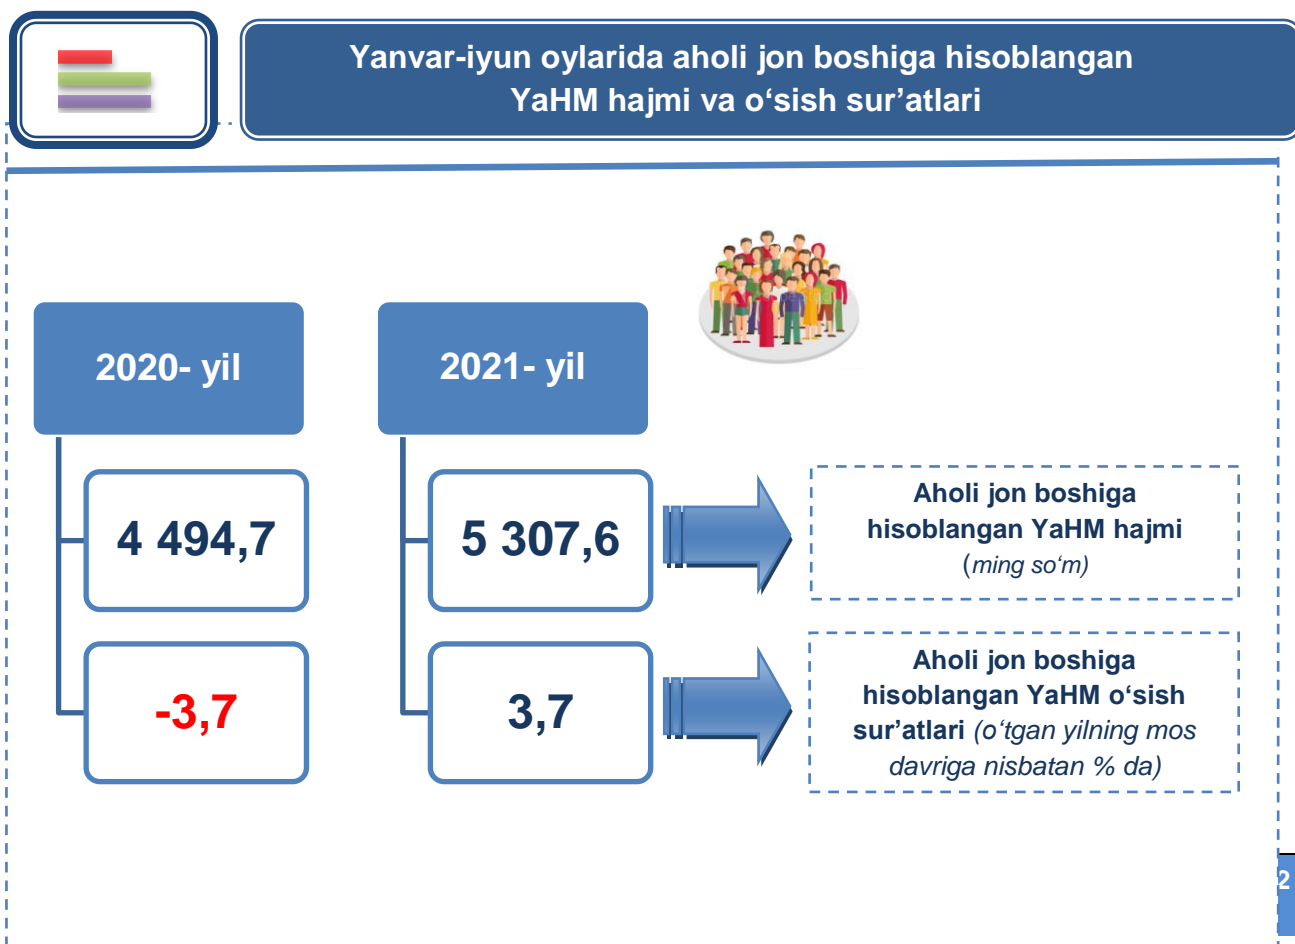 Yanvar-iyun oylarida aholi jon boshiga hisoblangan
YaHM hajmi va o‘sish sur’atlari
2020- yil
2021- yil
4 494,7
5 307,6
Aholi jon boshiga
hisoblangan YaHM hajmi
(ming so‘m)
-3,7
3,7
Aholi jon boshiga
hisoblangan YaHM o‘sish
sur’atlari (o‘tgan yilning mos
davriga nisbatan % da)
2